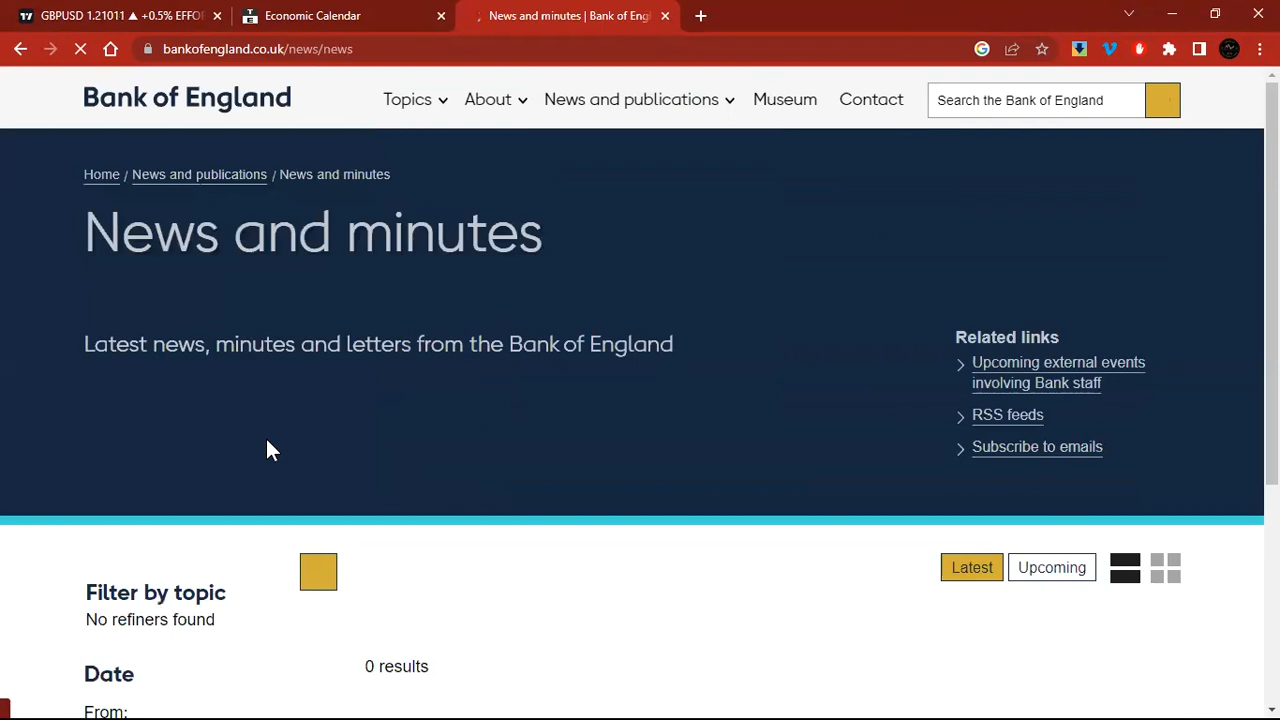 GBPUSD 1.21011 ▲ +0.5% EFFO
Economic Calendar
News and minutes | Bank of Eng
bankofengland.co.uk/news/news
Bank of England
Topics
About
News and publications
Museum
Contact
Search the Bank of England
Home / News and publications / News and minutes
News and minutes
Latest news, minutes and letters from the Bank of England
Related links
Upcoming external events
involving Bank staff
RSS feeds
Subscribe to emails
Latest
Upcoming
Filter by topic
No refiners found
0 results
Date
From: